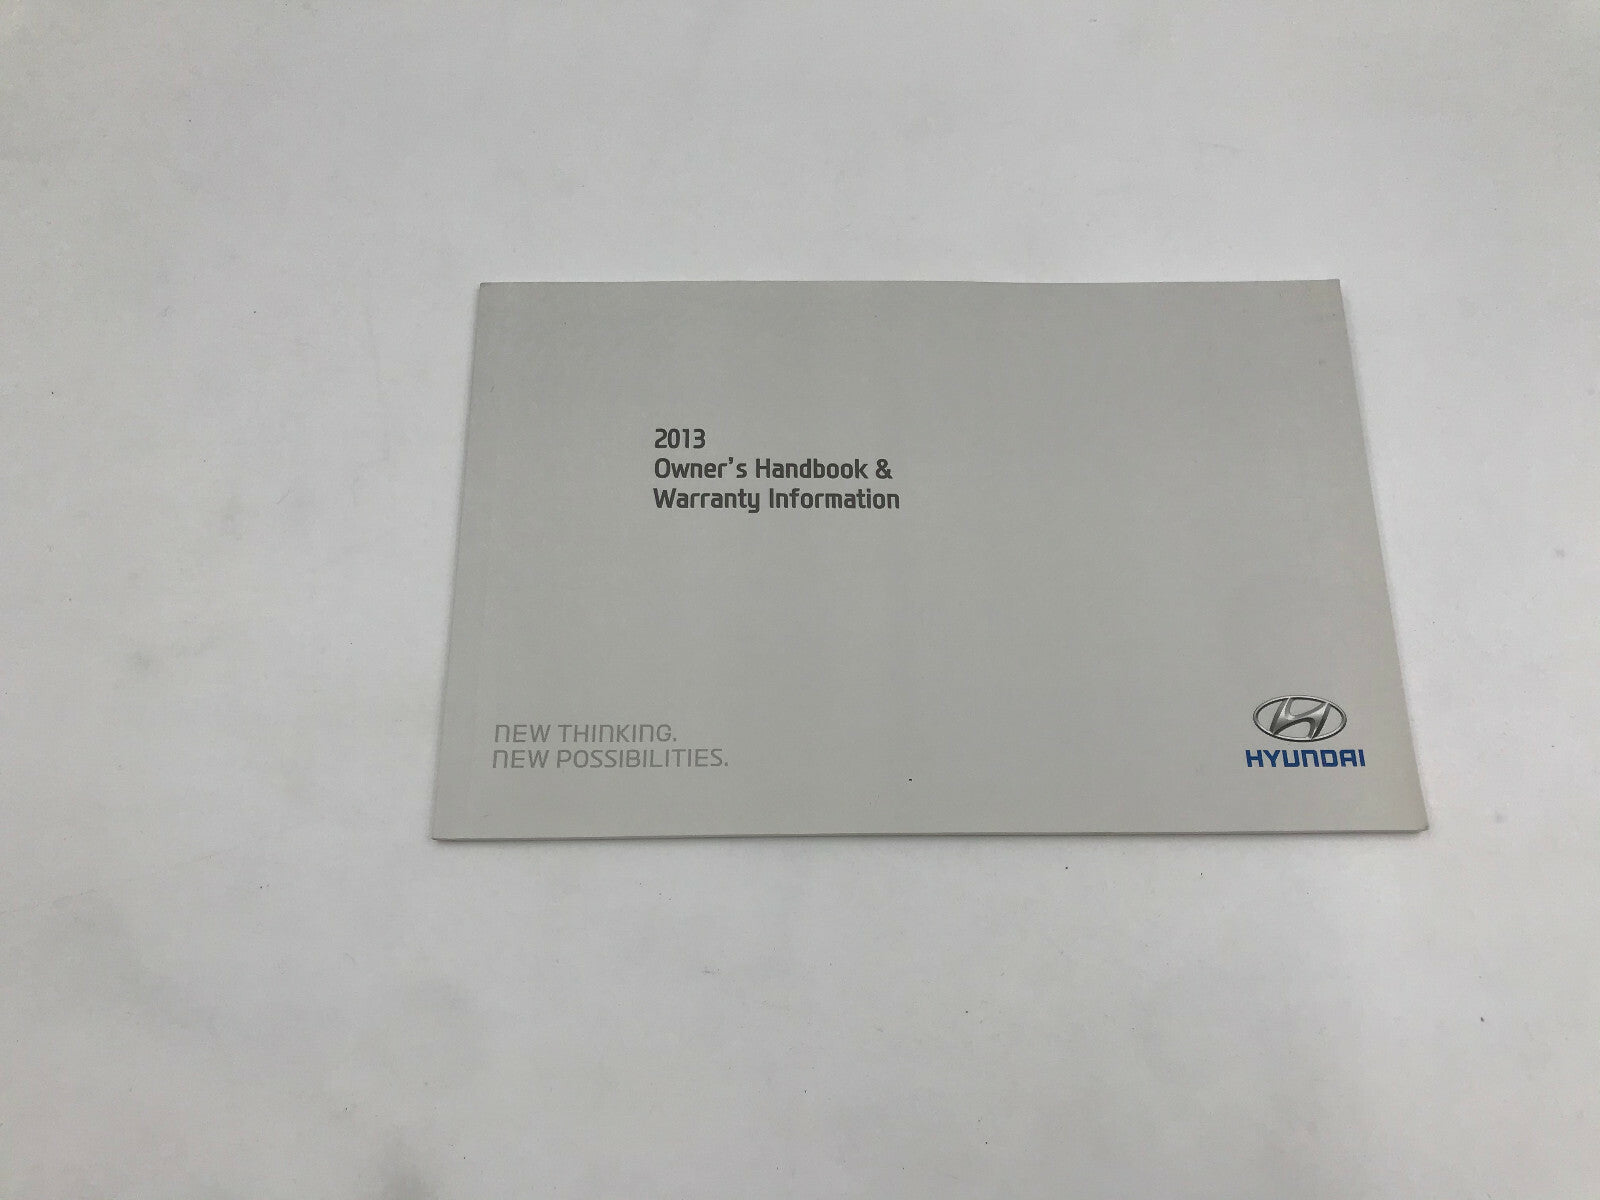 2013
Owner's Handbook &
Warranty Information
NEW THINKING.
NEW POSSIBILITIES.
HYUNDAI